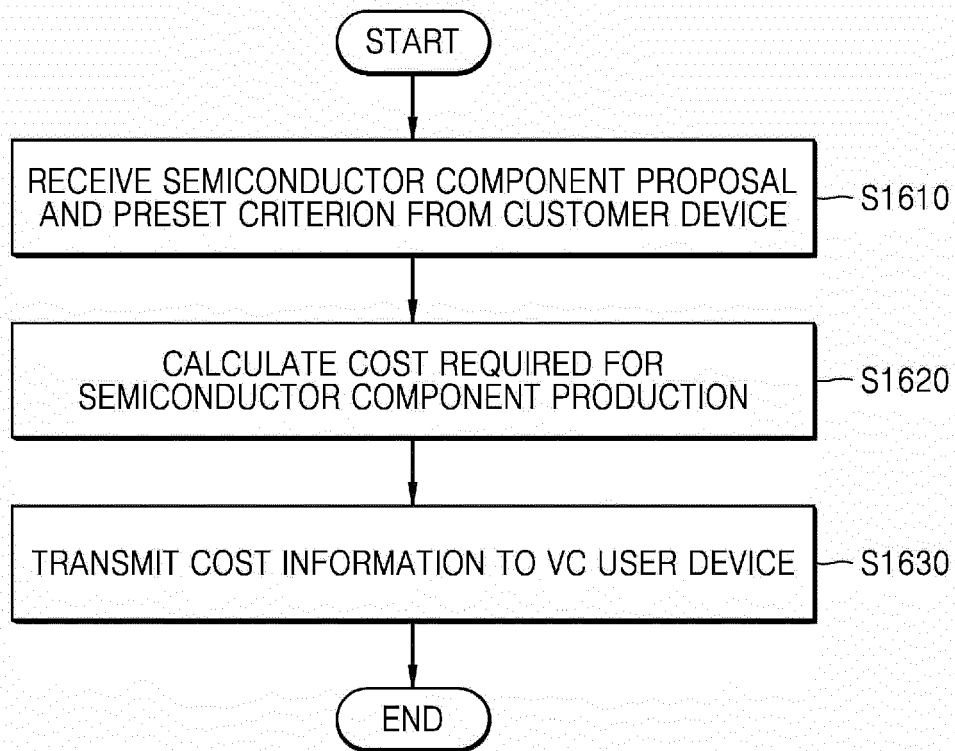 START
RECEIVE SEMICONDUCTOR COMPONENT PROPOSAL
AND PRESET CRITERION FROM CUSTOMER DEVICE
S1610
CALCULATE COST REQUIRED FOR
SEMICONDUCTOR COMPONENT PRODUCTION
S1620
TRANSMIT COST INFORMATION TO VC USER DEVICE
S1630
END